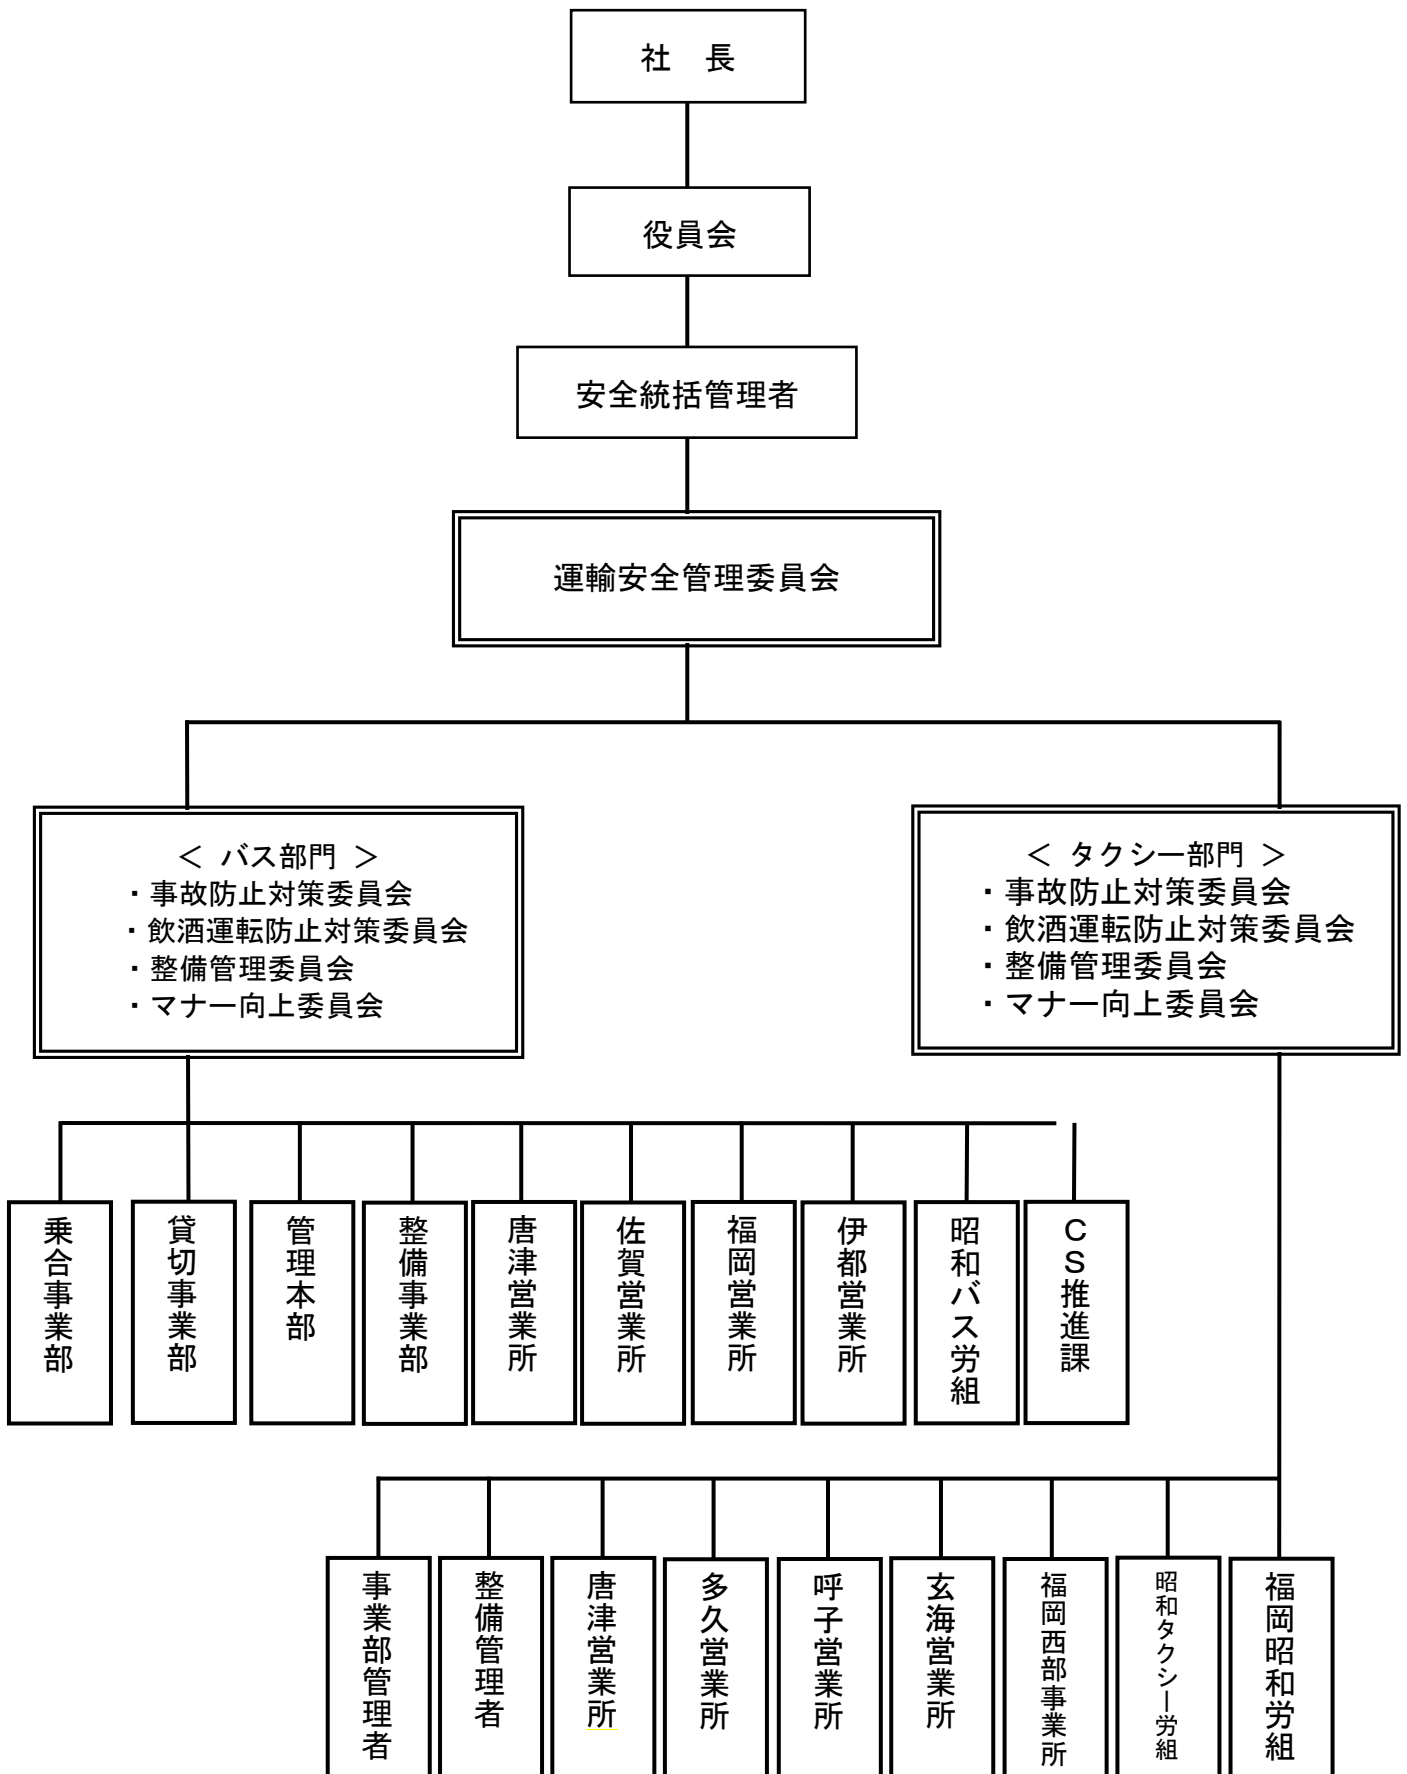 社　長
役員会
安全統括管理者
運輸安全管理委員会
＜ バス部門 ＞
・事故防止対策委員会
・飲酒運転防止対策委員会
・整備管理委員会
・マナー向上委員会
＜ タクシー部門 ＞
・事故防止対策委員会
・飲酒運転防止対策委員会
・整備管理委員会
・マナー向上委員会
乗合事業部
貸切事業部
管理本部
整備事業部
唐津営業所
佐賀営業所
福岡営業所
伊都営業所
昭和バス労組
ＣＳ推進課
事業部管理者
整備管理者
唐津営業所
多久営業所
呼子営業所
玄海営業所
福岡西部事業所
昭和タクシー労組
福岡昭和労組